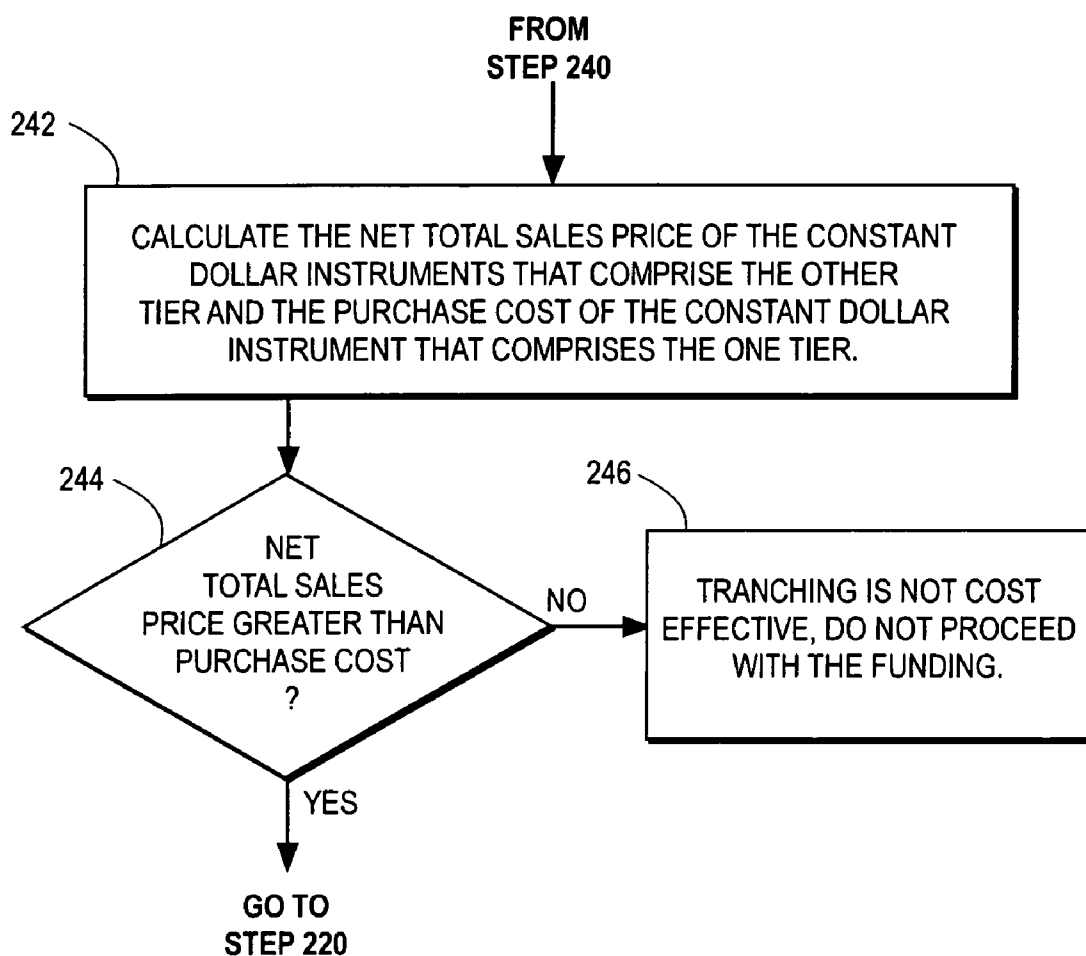 FROM
STEP 240
242
CALCULATE THE NET TOTAL SALES PRICE OF THE CONSTANT
DOLLAR INSTRUMENTS THAT COMPRISE THE OTHER
TIER AND THE PURCHASE COST OF THE CONSTANT DOLLAR
INSTRUMENT THAT COMPRISES THE ONE TIER.
244
NET
TOTAL SALES
PRICE GREATER THAN
PURCHASE COST
?
NO
246
TRANCHING IS NOT COST
EFFECTIVE, DO NOT PROCEED
WITH THE FUNDING.
YES
GO TO
STEP 220